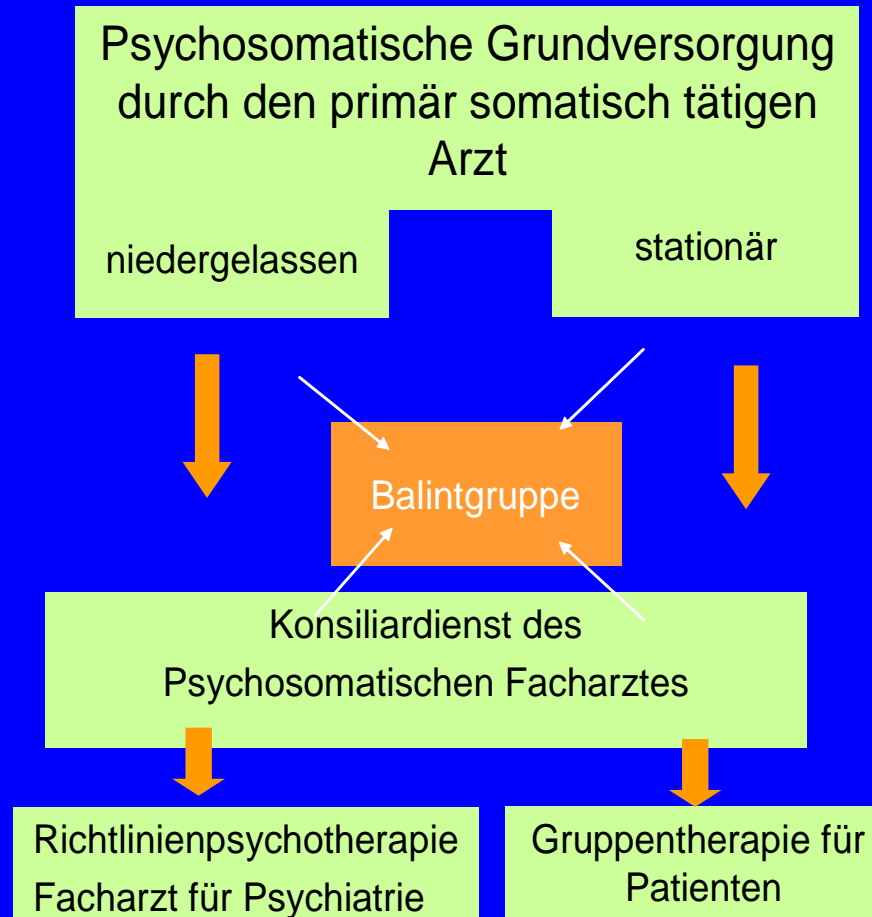 Psychosomatische Grundversorgung
durch den primär somatisch tätigen
Arzt
niedergelassen
stationär
Balintgruppe
Konsiliardienst des
Psychosomatischen Facharztes
Richtlinienpsychotherapie
Facharzt für Psychiatrie
Gruppentherapie für
Patienten